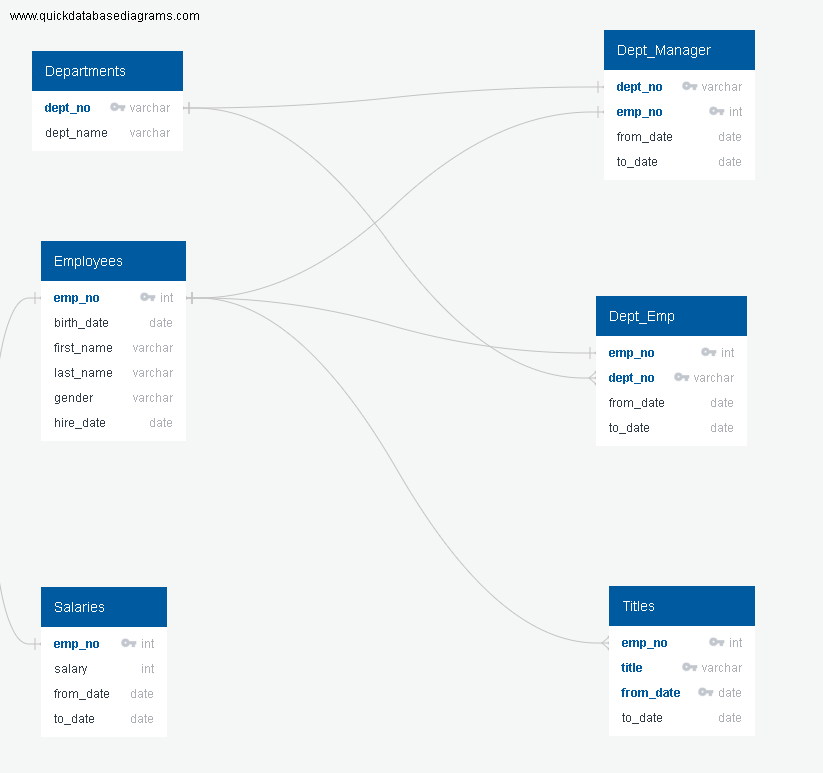 www.quickdatabasediagrams.com
Departments
dept_no varchar
dept_name varchar
Dept_Manager
dept_no varchar
emp_no int
from_date date
to_date date
Employees
emp_no int
birth_date date
first_name varchar
last_name varchar
gender varchar
hire_date date
Dept_Emp
emp_no int
dept_no varchar
from_date date
to_date date
Salaries
emp_no int
salary int
from_date date
to_date date
Titles
emp_no int
title varchar
from_date date
to_date date